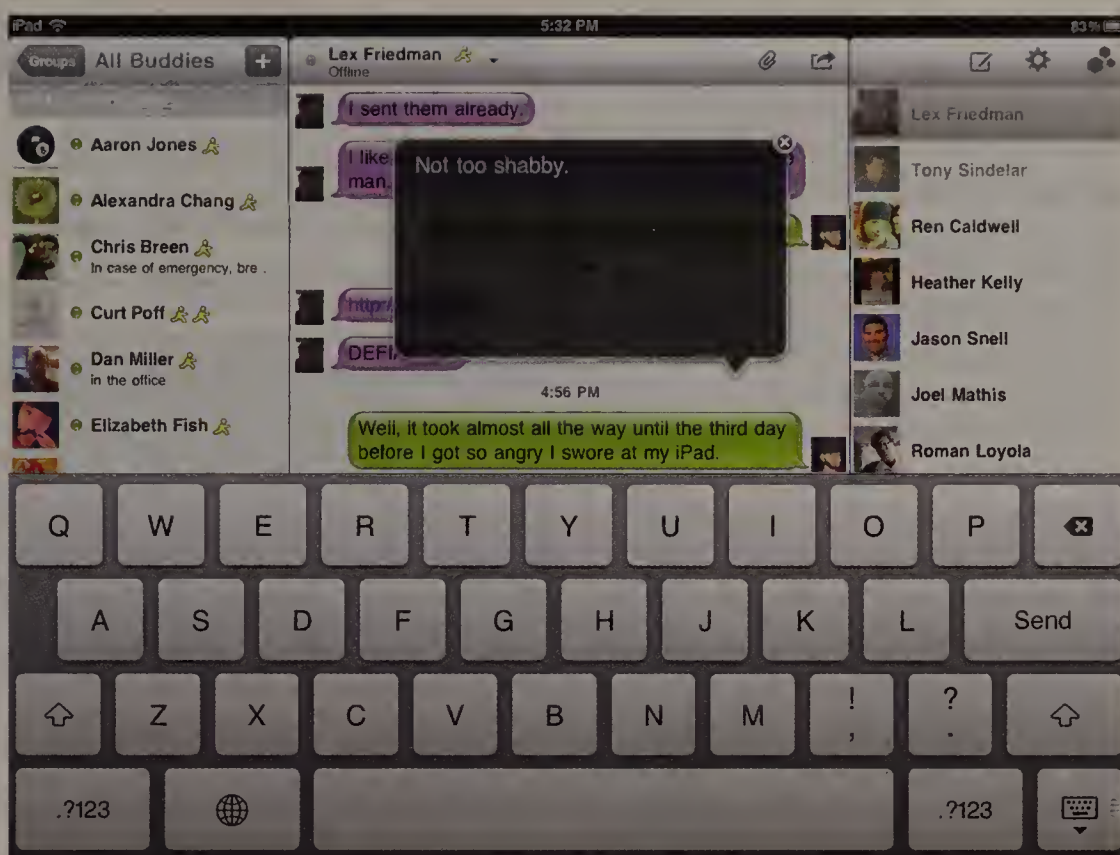 iPad
5:32 PM
83%
Groups
All Buddies
+
Lex Friedman
Offline
Aaron Jones
Alexandra Chang
Chris Breen
In case of emergency, bre .
Curt Poff
Dan Miller
in the office
Elizabeth Fish
I sent them already.
I like
man.
Not too shabby.
http:/
DEFI
4:56 PM
Well, it took almost all the way until the third day
before I got so angry I swore at my iPad.
Lex Friedman
Tony Sindelar
Ren Caldwell
Heather Kelly
Jason Snell
Joel Mathis
Roman Loyola
Q W E R T Y U I O P
A S D F G H J K L Send
Z X C V B N M ! , ? .
.?123 .?123